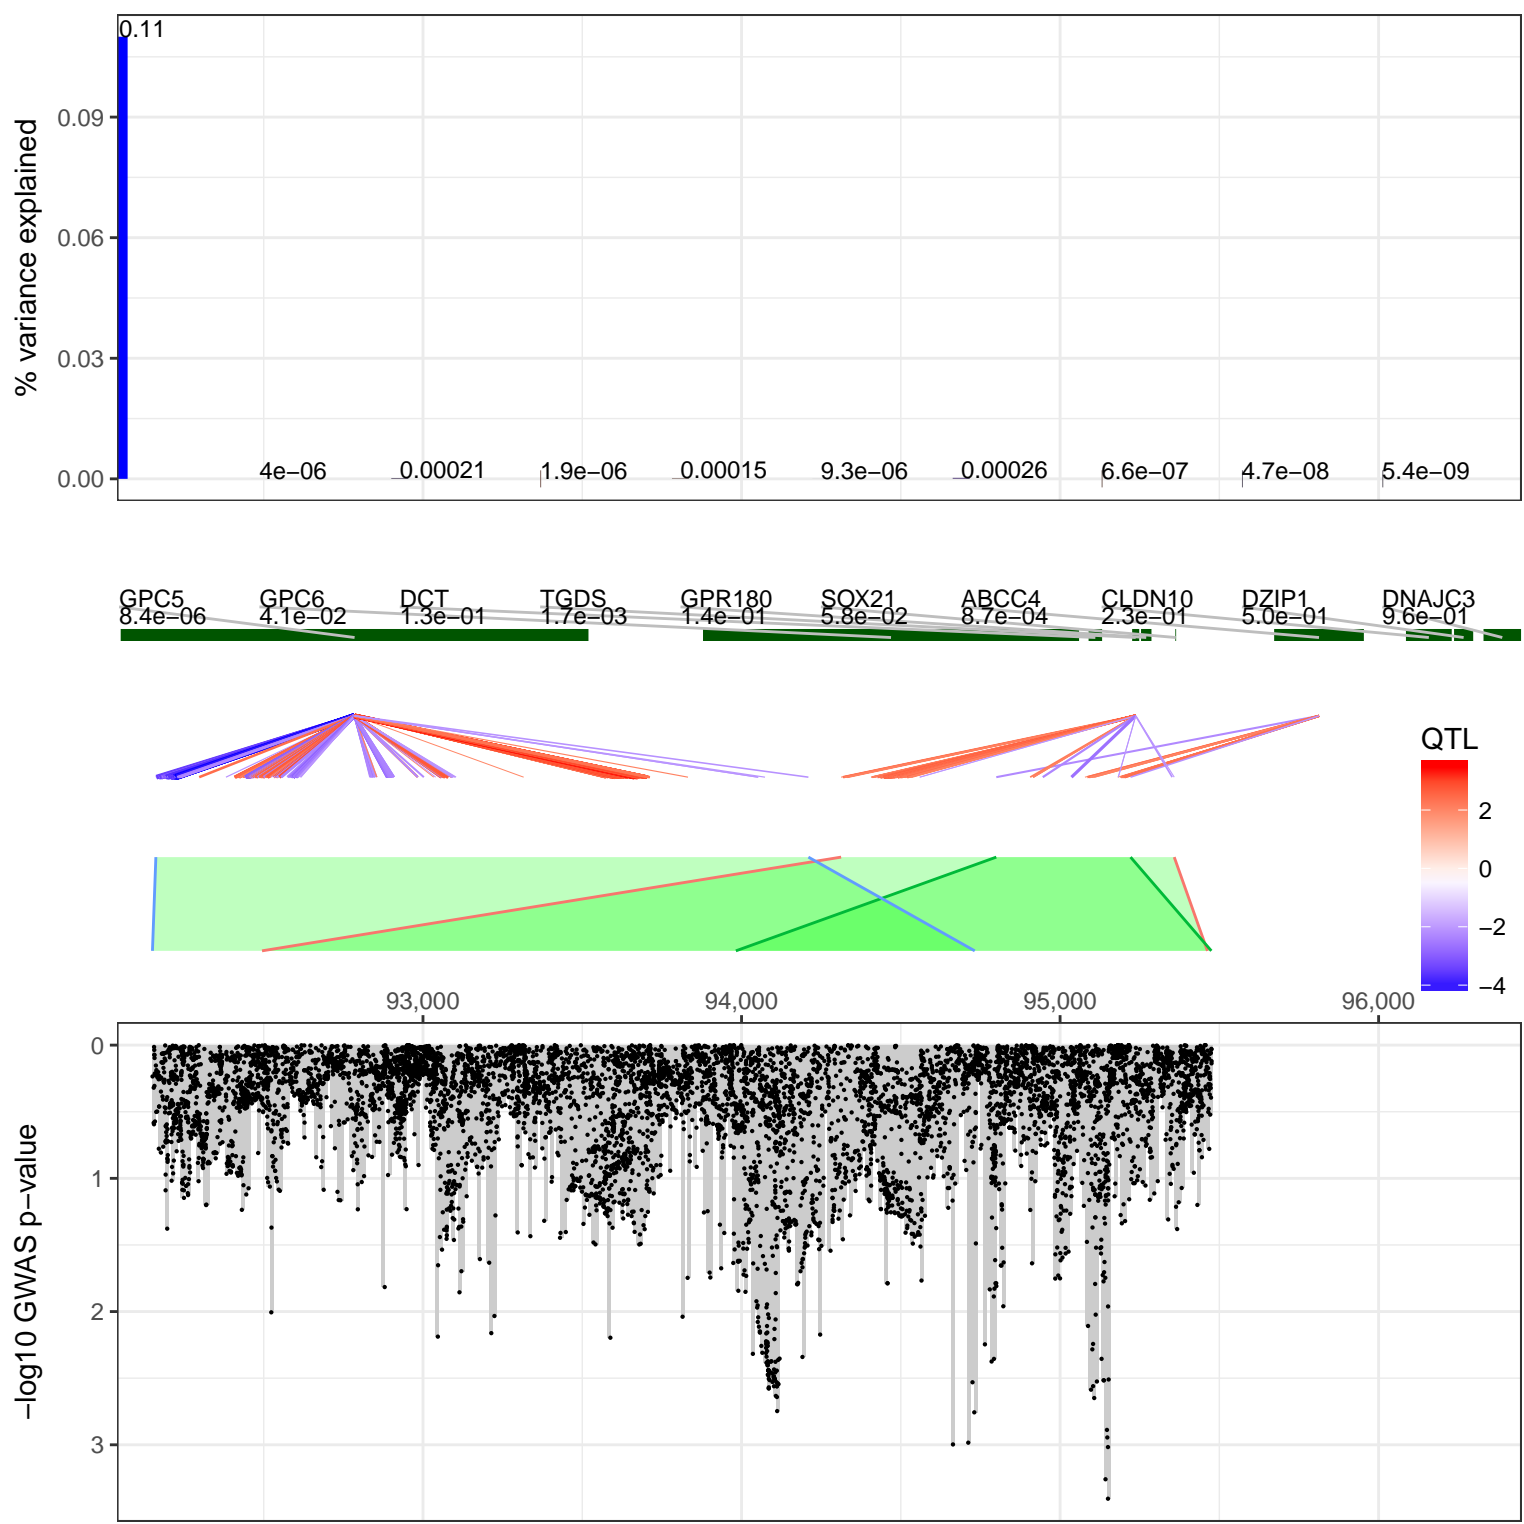 0.11
0.09
0.06
0.03
0.00
% variance explained
4e−06 0.00021 1.9e−06 0.00015 9.3e−06 0.00026 6.6e−07 4.7e−08 5.4e−09
GPC5 GPC6 DCT TGDS GPR180 SOX21 ABCC4 CLDN10 DZIP1 DNAJC3
8.4e−06 4.1e−02 1.3e−01 1.7e−03 1.4e−01 5.8e−02 8.7e−04 2.3e−01 5.0e−01 9.6e−01
QTL
2
0
−2
−4
93,000 94,000 95,000 96,000
0
1
2
3
−log10 GWAS p−value